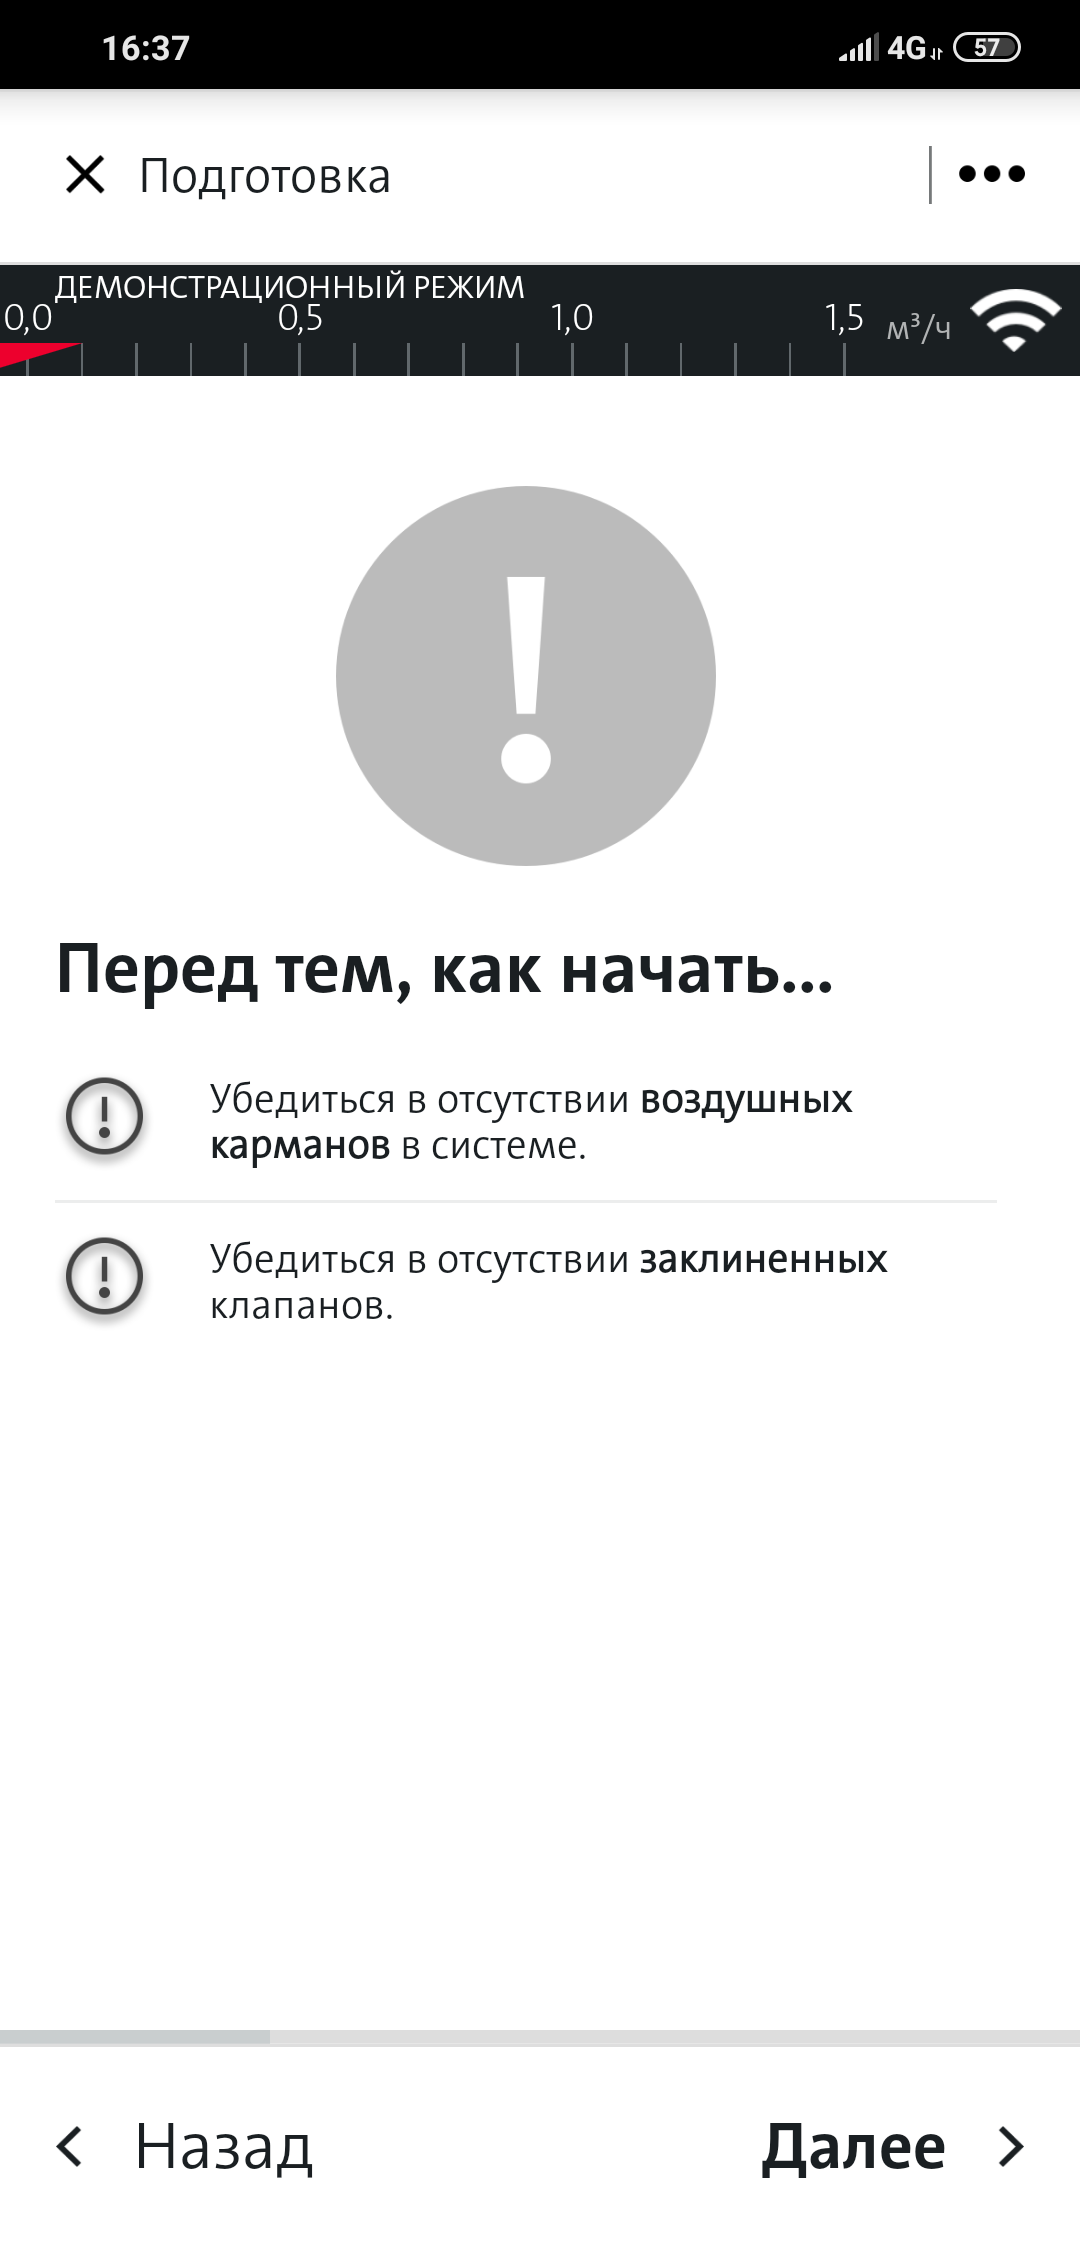 16:37
4G 57
Подготовка
ДЕМОНСТРАЦИОННЫЙ РЕЖИМ
0,0 0,5 1,0 1,5 м³/ч
Перед тем, как начать...
Убедиться в отсутствии воздушных
карманов в системе.
Убедиться в отсутствии заклиненных
клапанов.
Назад Далее